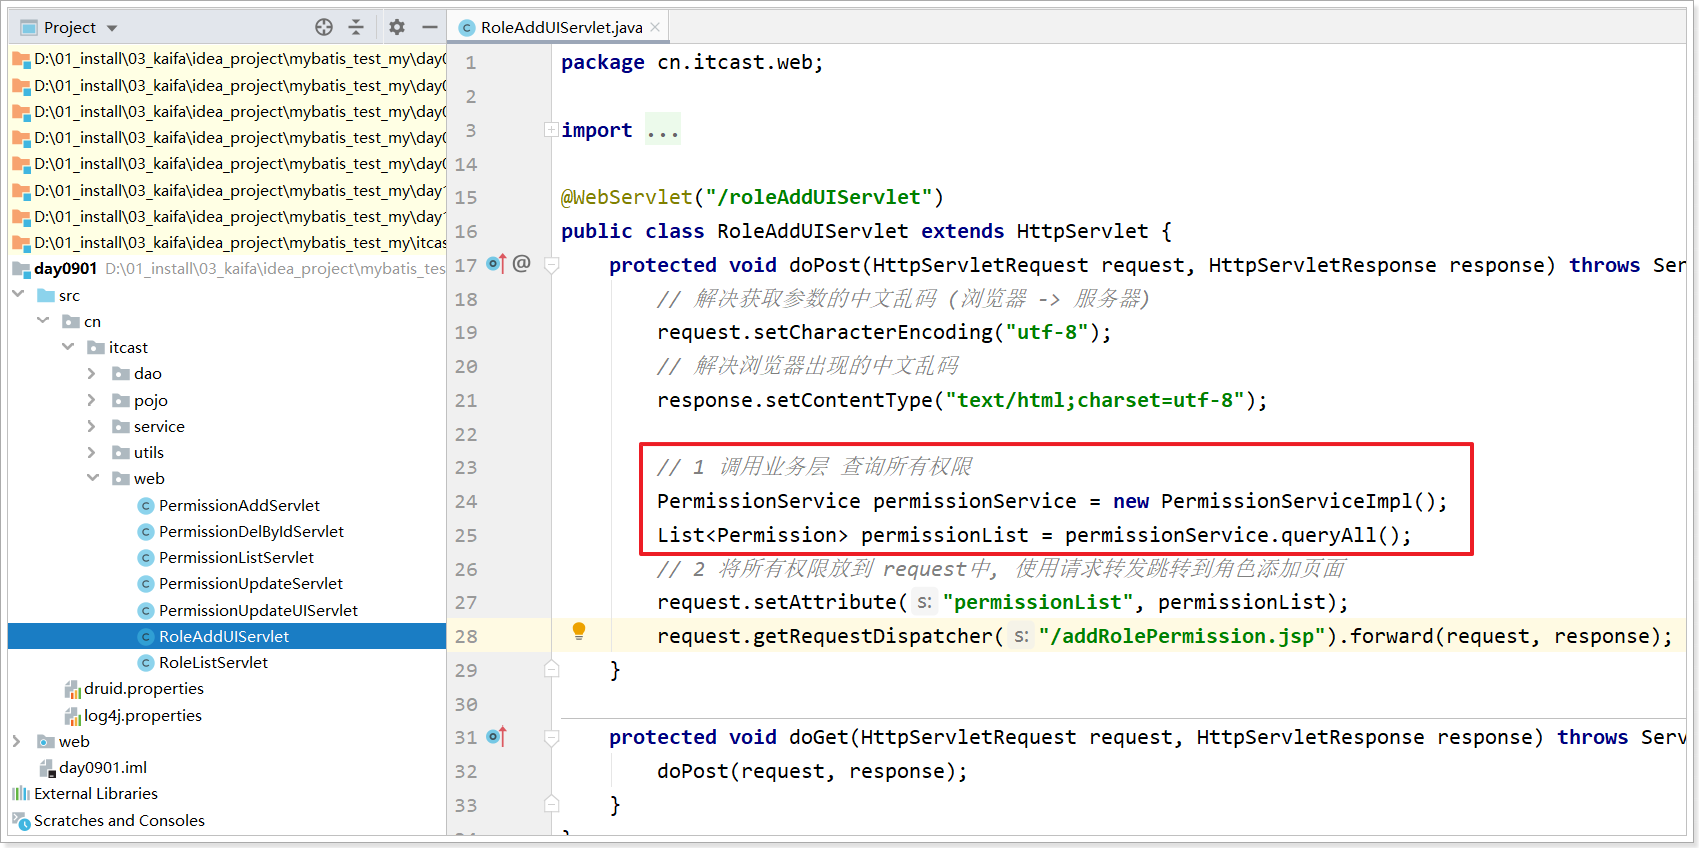 Project
D:\01_install\03_kaifa\idea_project\mybatis_test_my\day0
D:\01_install\03_kaifa\idea_project\mybatis_test_my\day0
D:\01_install\03_kaifa\idea_project\mybatis_test_my\day0
D:\01_install\03_kaifa\idea_project\mybatis_test_my\day0
D:\01_install\03_kaifa\idea_project\mybatis_test_my\day0
D:\01_install\03_kaifa\idea_project\mybatis_test_my\day1
D:\01_install\03_kaifa\idea_project\mybatis_test_my\day1
D:\01_install\03_kaifa\idea_project\mybatis_test_my\itcas
day0901 D:\01_install\03_kaifa\idea_project\mybatis_tes
src
cn
itcast
dao
pojo
service
utils
web
PermissionAddServlet
PermissionDelByIdServlet
PermissionListServlet
PermissionUpdateServlet
PermissionUpdateUIServlet
RoleAddUIServlet
RoleListServlet
druid.properties
log4j.properties
web
day0901.iml
External Libraries
Scratches and Consoles
RoleAddUIServlet.java
1 package cn.itcast.web;
2
3 import ...
14
15 @WebServlet("/roleAddUIServlet")
16 public class RoleAddUIServlet extends HttpServlet {
17 @ protected void doPost(HttpServletRequest request, HttpServletResponse response) throws Ser
18 // 解决获取参数的中文乱码 (浏览器 -> 服务器)
19 request.setCharacterEncoding("utf-8");
20 // 解决浏览器出现的中文乱码
21 response.setContentType("text/html;charset=utf-8");
22
23 // 1 调用业务层 查询所有权限
24 PermissionService permissionService = new PermissionServiceImpl();
25 List<Permission> permissionList = permissionService.queryAll();
26 // 2 将所有权限放到 request中, 使用请求转发跳转到角色添加页面
27 request.setAttribute( s: "permissionList", permissionList);
28 request.getRequestDispatcher( s: "/addRolePermission.jsp").forward(request, response);
29 }
30
31 protected void doGet(HttpServletRequest request, HttpServletResponse response) throws Serv
32 doPost(request, response);
33 }